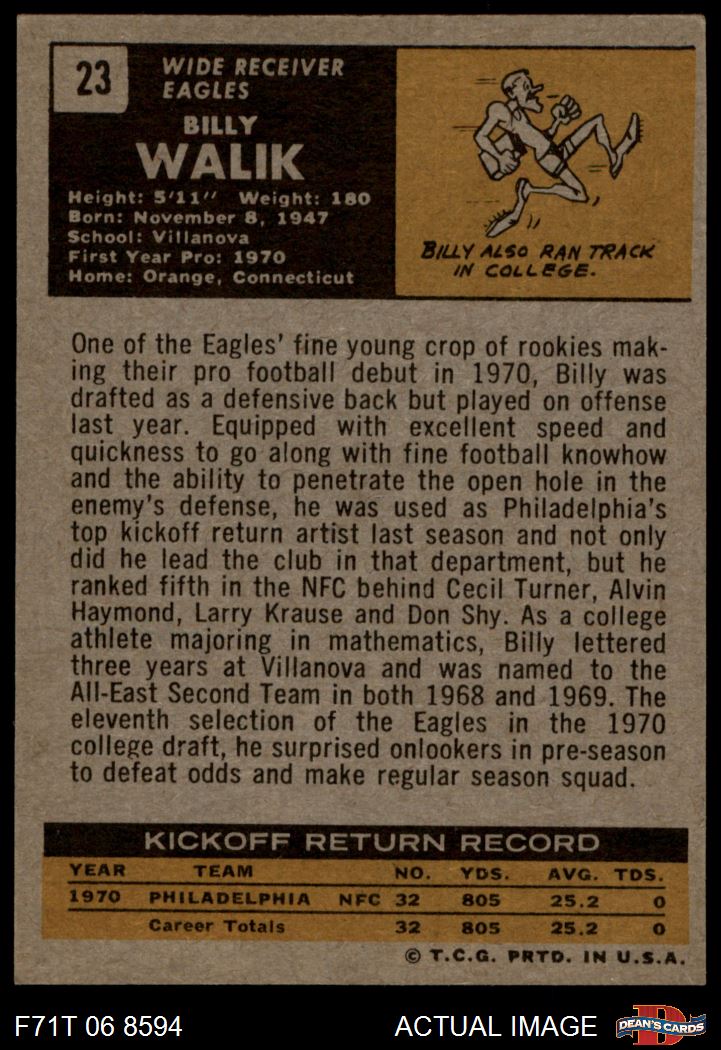 23
WIDE RECEIVER
EAGLES
BILLY
WALIK
Height: 5'11" Weight: 180
Born: November 8, 1947
School: Villanova
First Year Pro: 1970
Home: Orange, Connecticut
BILLY ALSO RAN TRACK
IN COLLEGE.
One of the Eagles' fine young crop of rookies mak-
ing their pro football debut in 1970, Billy was
drafted as a defensive back but played on offense
last year. Equipped with excellent speed and
quickness to go along with fine football knowhow
and the ability to penetrate the open hole in the
enemy's defense, he was used as Philadelphia's
top kickoff return artist last season and not only
did he lead the club in that department, but he
ranked fifth in the NFC behind Cecil Turner, Alvin
Haymond, Larry Krause and Don Shy. As a college
athlete majoring in mathematics, Billy lettered
three years at Villanova and was named to the
All-East Second Team in both 1968 and 1969. The
eleventh selection of the Eagles in the 1970
college draft, he surprised onlookers in pre-season
to defeat odds and make regular season squad.
KICKOFF RETURN RECORD
YEAR TEAM NO. YDS. AVG. TDS.
1970 PHILADELPHIA NFC 32 805 25.2 0
Career Totals 32 805 25.2 0
© T.C.G. PRTD. IN U.S.A.
F71T 06 8594 ACTUAL IMAGE D DEAN'S CARDS